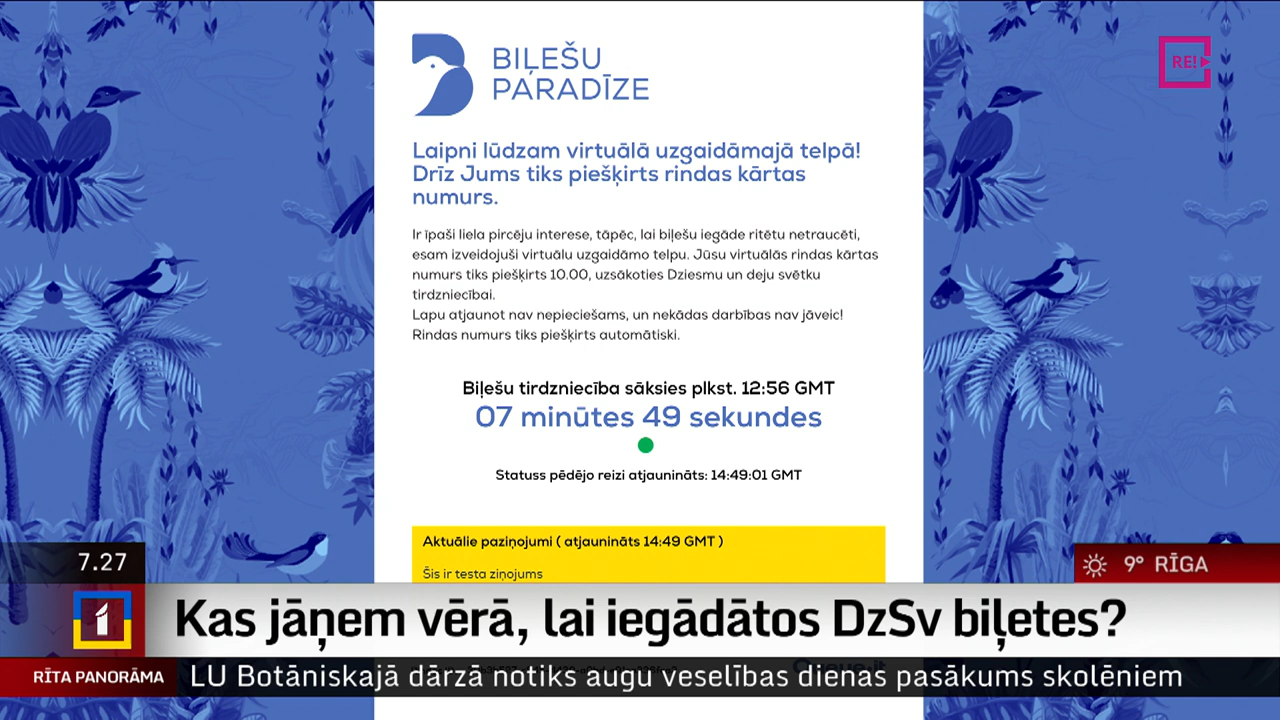 BIĻEŠU
PARADĪZE
RE!
Laipni lūdzam virtuālā uzgaidāmajā telpā!
Drīz Jums tiks piešķirts rindas kārtas
numurs.
Ir īpaši liela pircēju interese, tāpēc, lai biļešu iegāde ritētu netraucēti,
esam izveidojuši virtuālu uzgaidāmo telpu. Jūsu virtuālās rindas kārtas
numurs tiks piešķirts 10.00, uzsākoties Dziesmu un deju svētku
tirdzniecībai.
Lapu atjaunot nav nepieciešams, un nekādas darbības nav jāveic!
Rindas numurs tiks piešķirts automātiski.
Biļešu tirdzniecība sāksies plkst. 12:56 GMT
07 minūtes 49 sekundes
Statuss pēdējo reizi atjaunināts: 14:49:01 GMT
Aktuālie paziņojumi ( atjaunināts 14:49 GMT )
Šis ir testa ziņojums
7.27
9° RĪGA
1
Kas jāņem vērā, lai iegādātos DzSv biļetes?
RĪTA PANORĀMA
LU Botāniskajā dārzā notiks augu veselības dienas pasākums skolēniem